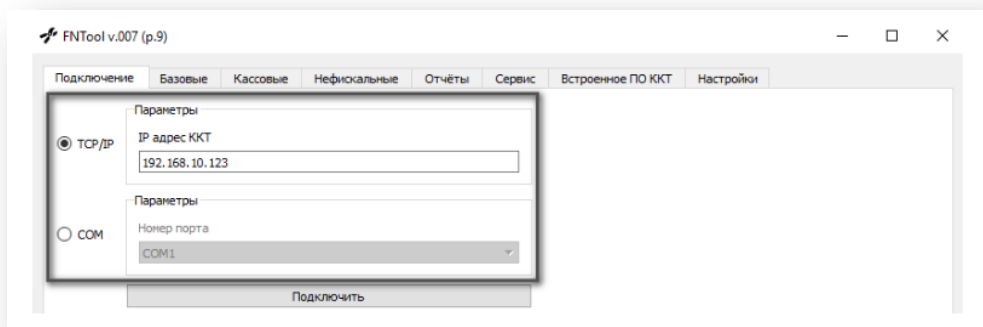 FNTool v.007 (p.9)
Подключение Базовые Кассовые Нефискальные Отчёты Сервис Встроенное ПО ККТ Настройки
Параметры
TCP/IP
IP адрес ККТ
192.168.10.123
Параметры
COM
Номер порта
COM1
Подключить